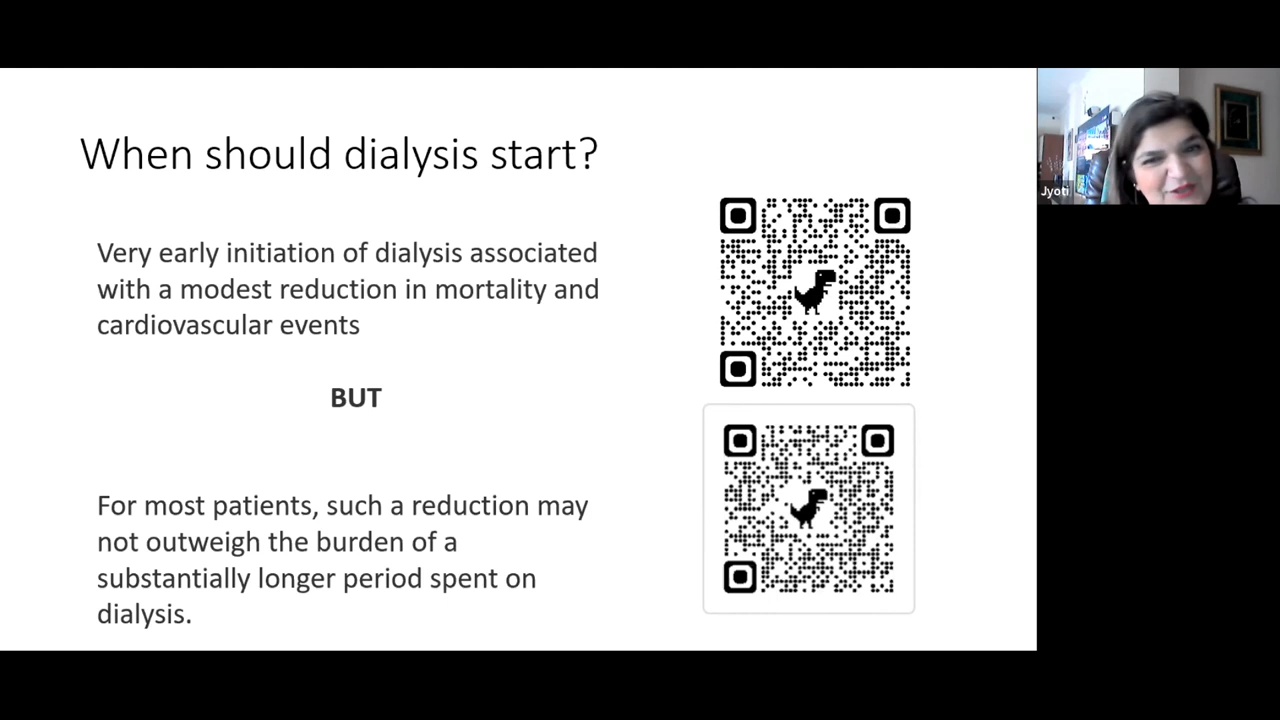 When should dialysis start?
Very early initiation of dialysis associated
with a modest reduction in mortality and
cardiovascular events
BUT
For most patients, such a reduction may
not outweigh the burden of a
substantially longer period spent on
dialysis.
Jyoti